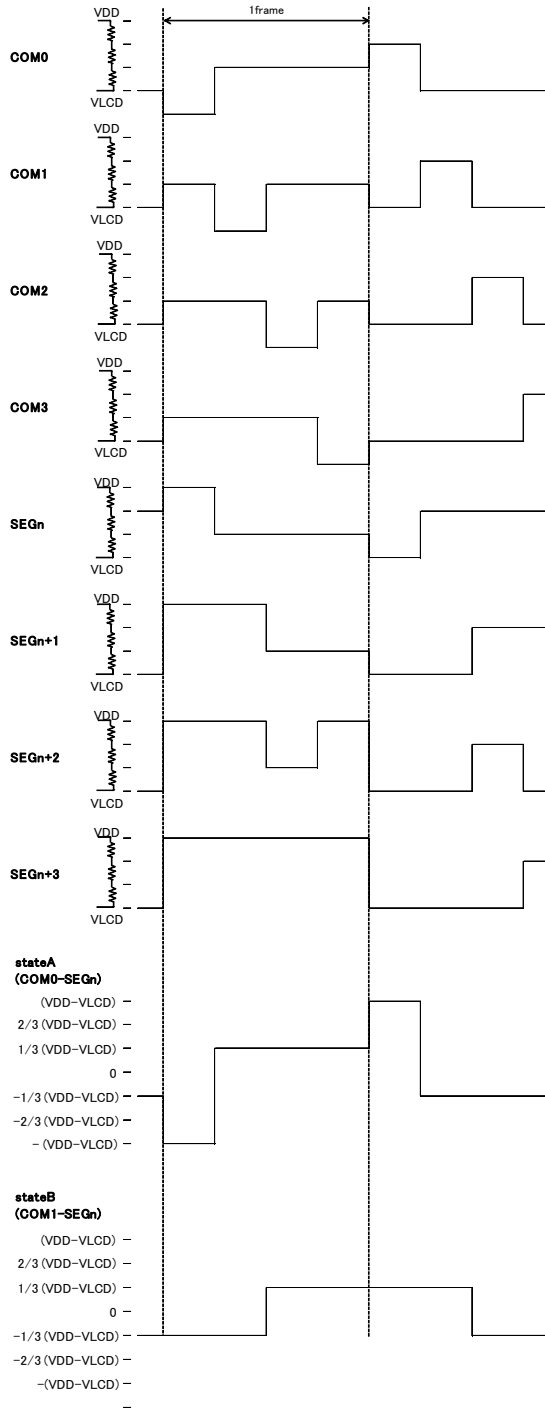 1frame
VDD
COM0
VLCD
VDD
COM1
VLCD
VDD
COM2
VLCD
VDD
COM3
VLCD
VDD
SEGn
VLCD
VDD
SEGn+1
VLCD
VDD
SEGn+2
VLCD
VDD
SEGn+3
VLCD
stateA
(COM0-SEGn)
(VDD-VLCD)
2/3(VDD-VLCD)
1/3(VDD-VLCD)
0
-1/3(VDD-VLCD)
-2/3(VDD-VLCD)
-(VDD-VLCD)
stateB
(COM1-SEGn)
(VDD-VLCD)
2/3(VDD-VLCD)
1/3(VDD-VLCD)
0
-1/3(VDD-VLCD)
-2/3(VDD-VLCD)
-(VDD-VLCD)